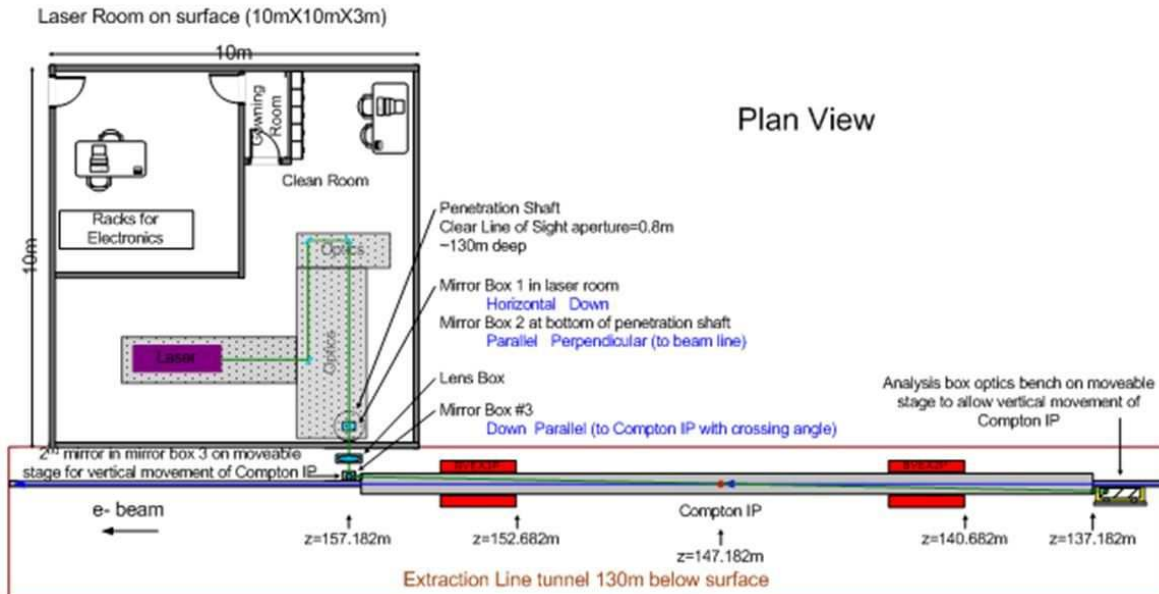 Laser Room on surface (10mX10mX3m)
10m
10m
Gowning
Room
Clean Room
Racks for
Electronics
Plan View
Penetration Shaft
Clear Line of Sight aperture=0.8m
~130m deep
Optics
Mirror Box 1 in laser room
Horizontal Down
Mirror Box 2 at bottom of penetration shaft
Parallel Perpendicular (to beam line)
Laser
Optics
Lens Box
Mirror Box #3
Down Parallel (to Compton IP with crossing angle)
Analysis box optics bench on moveable
stage to allow vertical movement of
Compton IP
2nd mirror in mirror box 3 on moveable
stage for vertical movement of Compton IP
e- beam
Compton IP
z=157.182m
z=152.682m
z=147.182m
z=140.682m
z=137.182m
Extraction Line tunnel 130m below surface